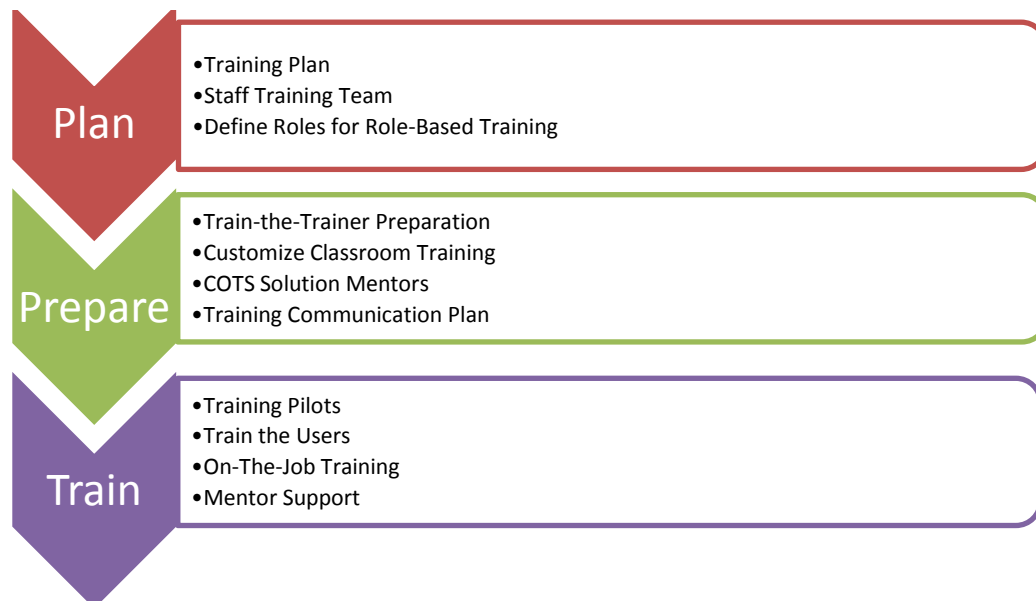 Plan
•Training Plan
•Staff Training Team
•Define Roles for Role-Based Training
Prepare
•Train-the-Trainer Preparation
•Customize Classroom Training
•COTS Solution Mentors
•Training Communication Plan
Train
•Training Pilots
•Train the Users
•On-The-Job Training
•Mentor Support